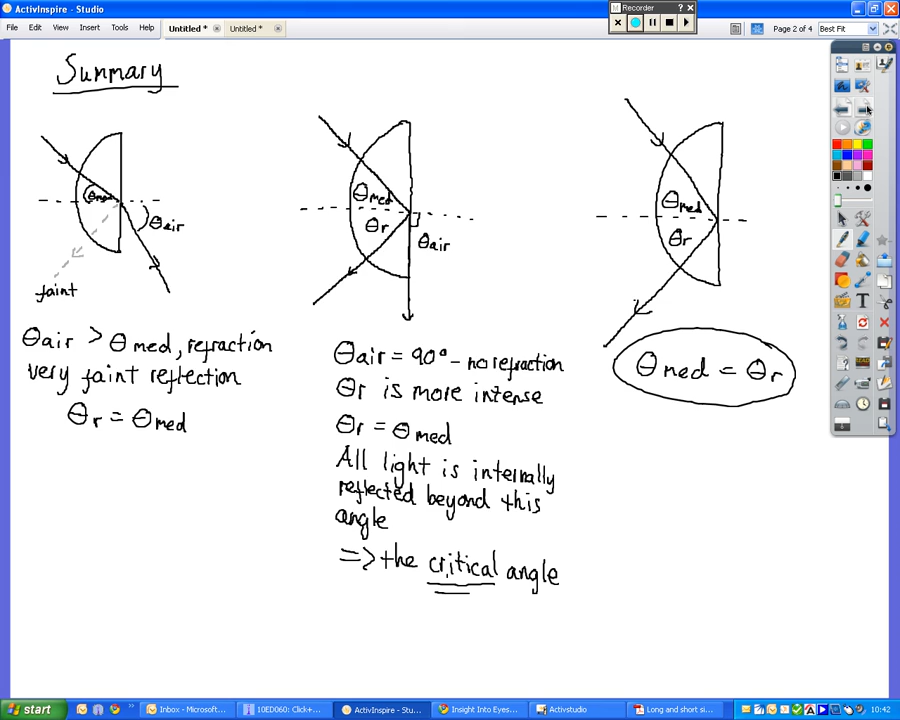 ActivInspire - Studio
Recorder
File Edit View Insert Tools Help
Untitled *
Untitled *
Page 2 of 4
Best Fit
Summary
θmed
θair
faint
θair > θmed, refraction
very faint reflection
θr = θmed
θmed
θr
θair
θair = 90° - no refraction
θr is more intense
θr = θmed
All light is internally
reflected beyond this
angle
=> the critical angle
θmed
θr
θmed = θr
start
Inbox - Microsoft...
10ED060: Click+...
ActivInspire - Stu...
Insight Into Eyes...
Activstudio
Long and short si...
10:42